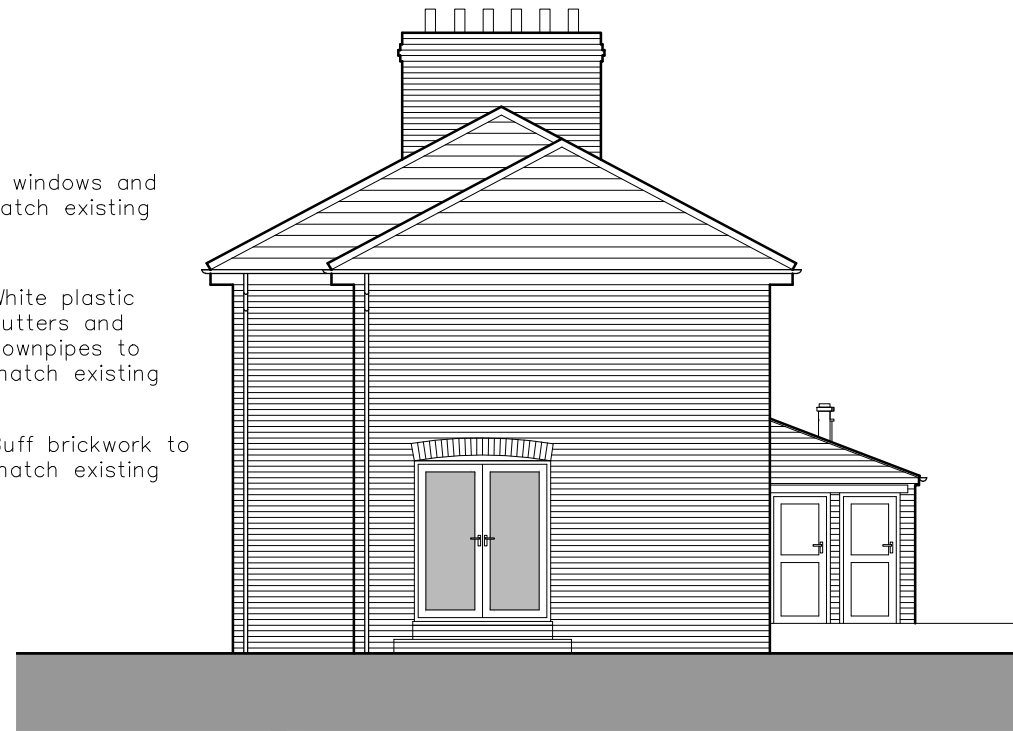 windows and
atch existing
White plastic
utters and
ownpipes to
match existing
Buff brickwork to
match existing